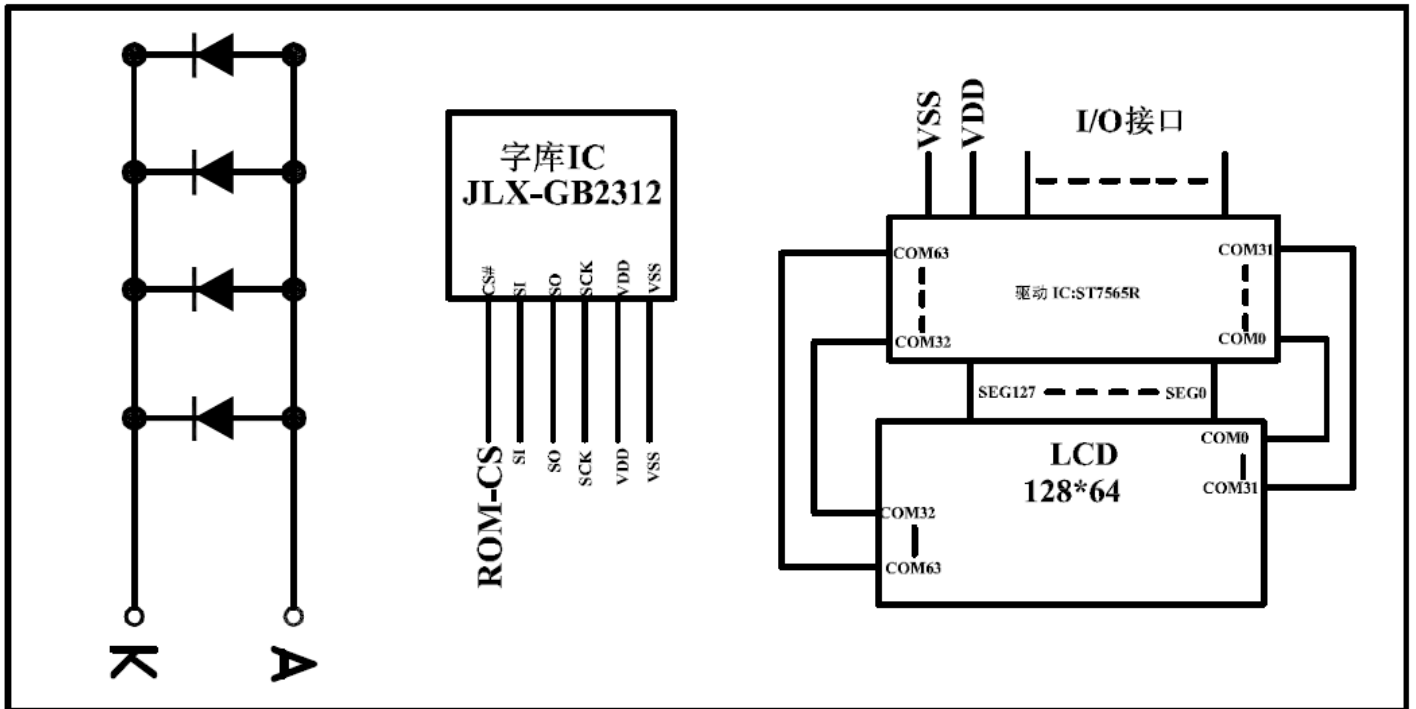 K
A
字库IC
JLX-GB2312
CS#
SI
SO
SCK
VDD
VSS
ROM-CS
SI
SO
SCK
VDD
VSS
VSS
VDD
I/O接口
COM63
COM31
驱动 IC:ST7565R
COM32
COM0
SEG127
SEG0
LCD
128*64
COM0
COM31
COM32
COM63